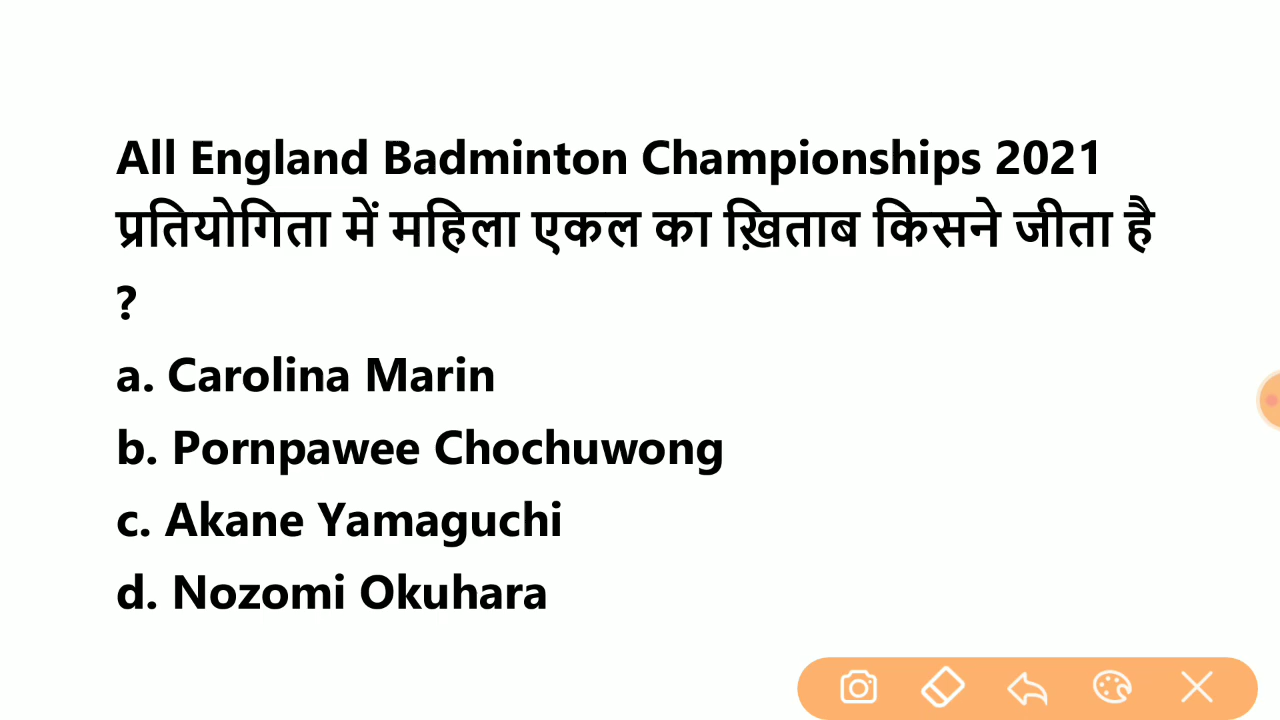 All England Badminton Championships 2021
प्रतियोगिता में महिला एकल का ख़िताब किसने जीता है
?
a. Carolina Marin
b. Pornpawee Chochuwong
c. Akane Yamaguchi
d. Nozomi Okuhara